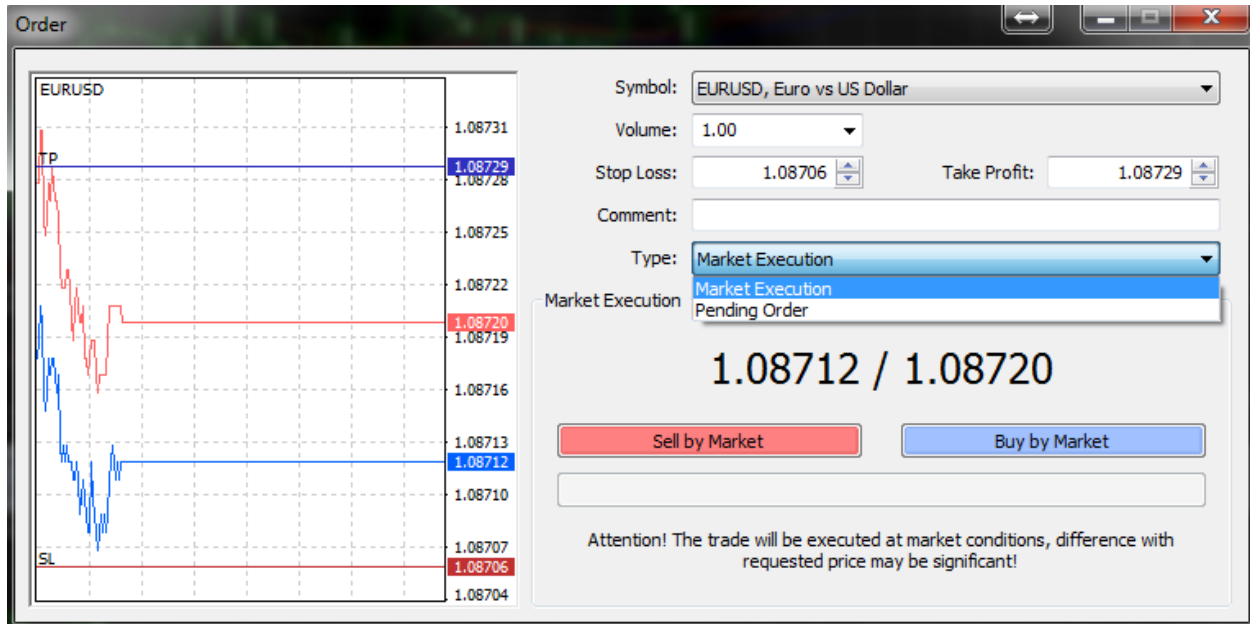 Order
EURUSD
TP
SL
1.08731
1.08729
1.08728
1.08725
1.08722
1.08720
1.08719
1.08716
1.08713
1.08712
1.08710
1.08707
1.08706
1.08704
Symbol: EURUSD, Euro vs US Dollar
Volume: 1.00
Stop Loss: 1.08706 Take Profit: 1.08729
Comment:
Type: Market Execution
Market Execution
Pending Order
Market Execution
1.08712 / 1.08720
Sell by Market Buy by Market
Attention! The trade will be executed at market conditions, difference with
requested price may be significant!